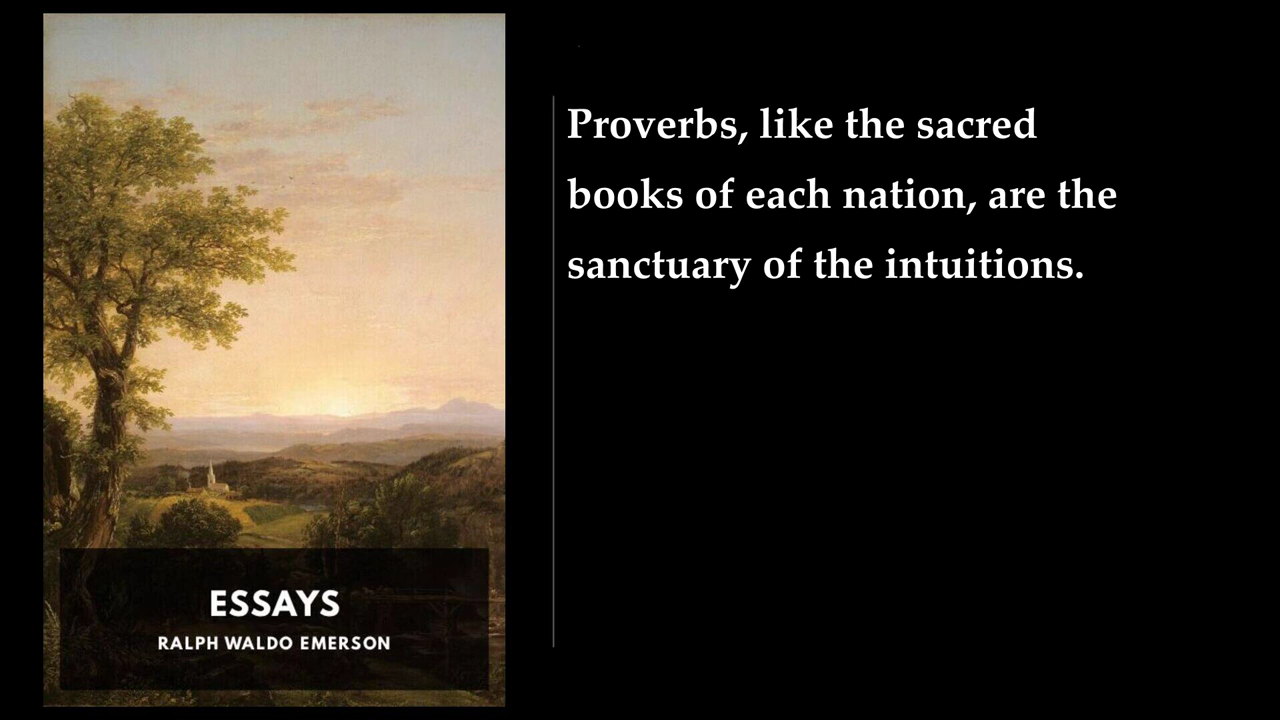 Proverbs, like the sacred
books of each nation, are the
sanctuary of the intuitions.
ESSAYS
RALPH WALDO EMERSON